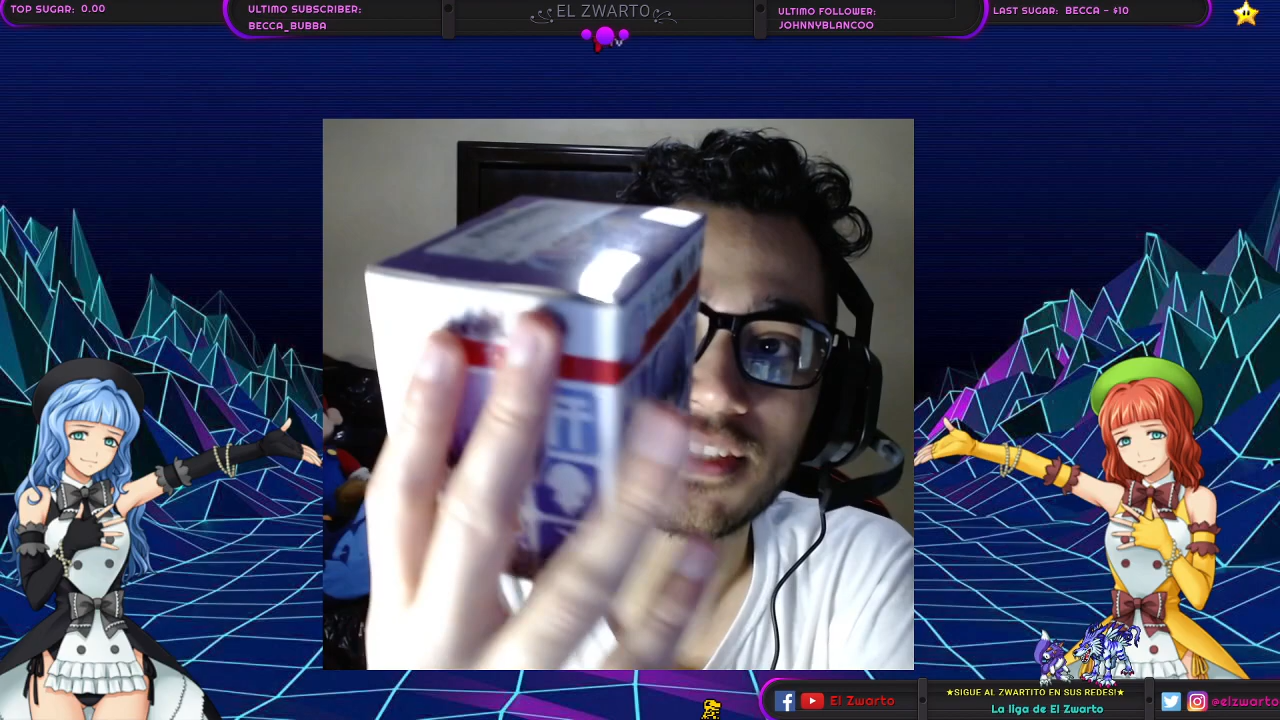 TOP SUGAR: 0.00
ULTIMO SUBSCRIBER:
BECCA_BUBBA
EL ZWARTO
ULTIMO FOLLOWER:
JOHNNYBLANCOO
LAST SUGAR: BECCA - $10
El Zwarto
★SIGUE AL ZWARTITO EN SUS REDES!★
La liga de El Zwarto
@elzwarto